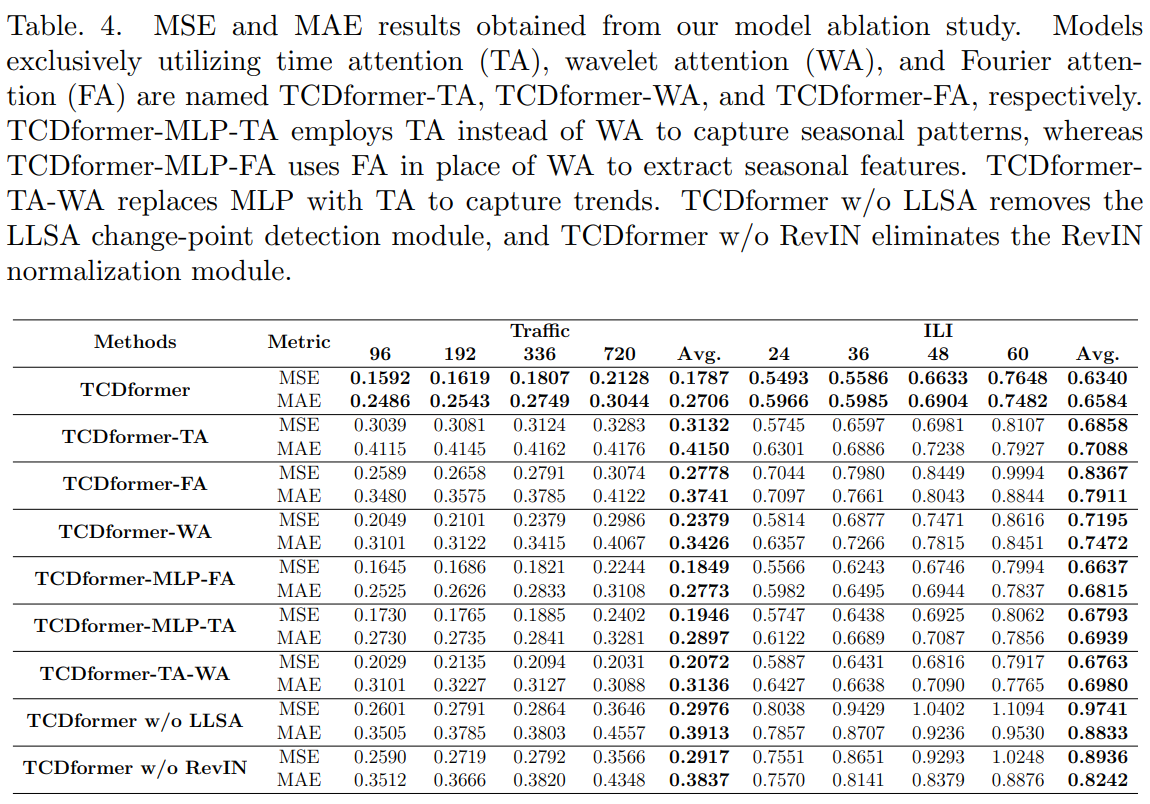 Table. 4. MSE and MAE results obtained from our model ablation study. Models
exclusively utilizing time attention (TA), wavelet attention (WA), and Fourier atten-
tion (FA) are named TCDformer-TA, TCDformer-WA, and TCDformer-FA, respectively.
TCDformer-MLP-TA employs TA instead of WA to capture seasonal patterns, whereas
TCDformer-MLP-FA uses FA in place of WA to extract seasonal features. TCDformer-
TA-WA replaces MLP with TA to capture trends. TCDformer w/o LLSA removes the
LLSA change-point detection module, and TCDformer w/o RevIN eliminates the RevIN
normalization module.
Methods Metric Traffic ILI
96 192 336 720 Avg. 24 36 48 60 Avg.
TCDformer MSE 0.1592 0.1619 0.1807 0.2128 0.1787 0.5493 0.5586 0.6633 0.7648 0.6340
MAE 0.2486 0.2543 0.2749 0.3044 0.2706 0.5966 0.5985 0.6904 0.7482 0.6584
TCDformer-TA MSE 0.3039 0.3081 0.3124 0.3283 0.3132 0.5745 0.6597 0.6981 0.8107 0.6858
MAE 0.4115 0.4145 0.4162 0.4176 0.4150 0.6301 0.6886 0.7238 0.7927 0.7088
TCDformer-FA MSE 0.2589 0.2658 0.2791 0.3074 0.2778 0.7044 0.7980 0.8449 0.9994 0.8367
MAE 0.3480 0.3575 0.3785 0.4122 0.3741 0.7097 0.7661 0.8043 0.8844 0.7911
TCDformer-WA MSE 0.2049 0.2101 0.2379 0.2986 0.2379 0.5814 0.6877 0.7471 0.8616 0.7195
MAE 0.3101 0.3122 0.3415 0.4067 0.3426 0.6357 0.7266 0.7815 0.8451 0.7472
TCDformer-MLP-FA MSE 0.1645 0.1686 0.1821 0.2244 0.1849 0.5566 0.6243 0.6746 0.7994 0.6637
MAE 0.2525 0.2626 0.2833 0.3108 0.2773 0.5982 0.6495 0.6944 0.7837 0.6815
TCDformer-MLP-TA MSE 0.1730 0.1765 0.1885 0.2402 0.1946 0.5747 0.6438 0.6925 0.8062 0.6793
MAE 0.2730 0.2735 0.2841 0.3281 0.2897 0.6122 0.6689 0.7087 0.7856 0.6939
TCDformer-TA-WA MSE 0.2029 0.2135 0.2094 0.2031 0.2072 0.5887 0.6431 0.6816 0.7917 0.6763
MAE 0.3101 0.3227 0.3127 0.3088 0.3136 0.6427 0.6638 0.7090 0.7765 0.6980
TCDformer w/o LLSA MSE 0.2601 0.2791 0.2864 0.3646 0.2976 0.8038 0.9429 1.0402 1.1094 0.9741
MAE 0.3505 0.3785 0.3803 0.4557 0.3913 0.7857 0.8707 0.9236 0.9530 0.8833
TCDformer w/o RevIN MSE 0.2590 0.2719 0.2792 0.3566 0.2917 0.7551 0.8651 0.9293 1.0248 0.8936
MAE 0.3512 0.3666 0.3820 0.4348 0.3837 0.7570 0.8141 0.8379 0.8876 0.8242